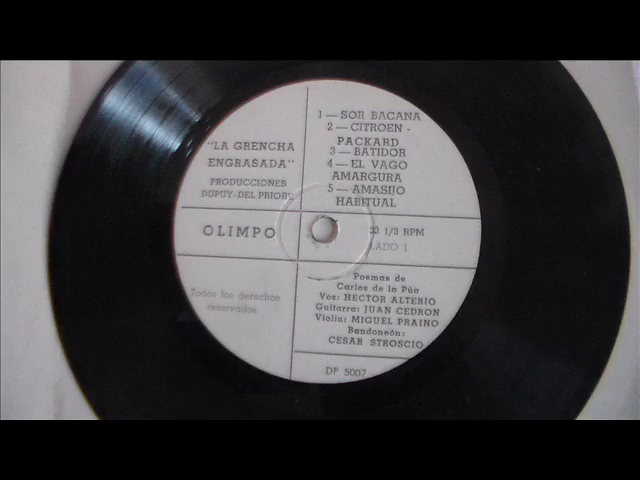 "LA GRENCHA
ENGRASADA"
PRODUCCIONES
DUPUY-DEL PRIORE
1 — SOR BACANA
2 — CITROEN -
PACKARD
3 — BATIDOR
4 — EL VAGO
AMARGURA
5 — AMASIJO
HABITUAL
OLIMPO
33 1/3 RPM
LADO 1
Todos los derechos
reservados.
Poemas de
Carlos de la Púa
Voz: HECTOR ALTERIO
Guitarra: JUAN CEDRON
Violín: MIGUEL PRAINO
Bandoneón:
CESAR STROSCIO
DP 5007